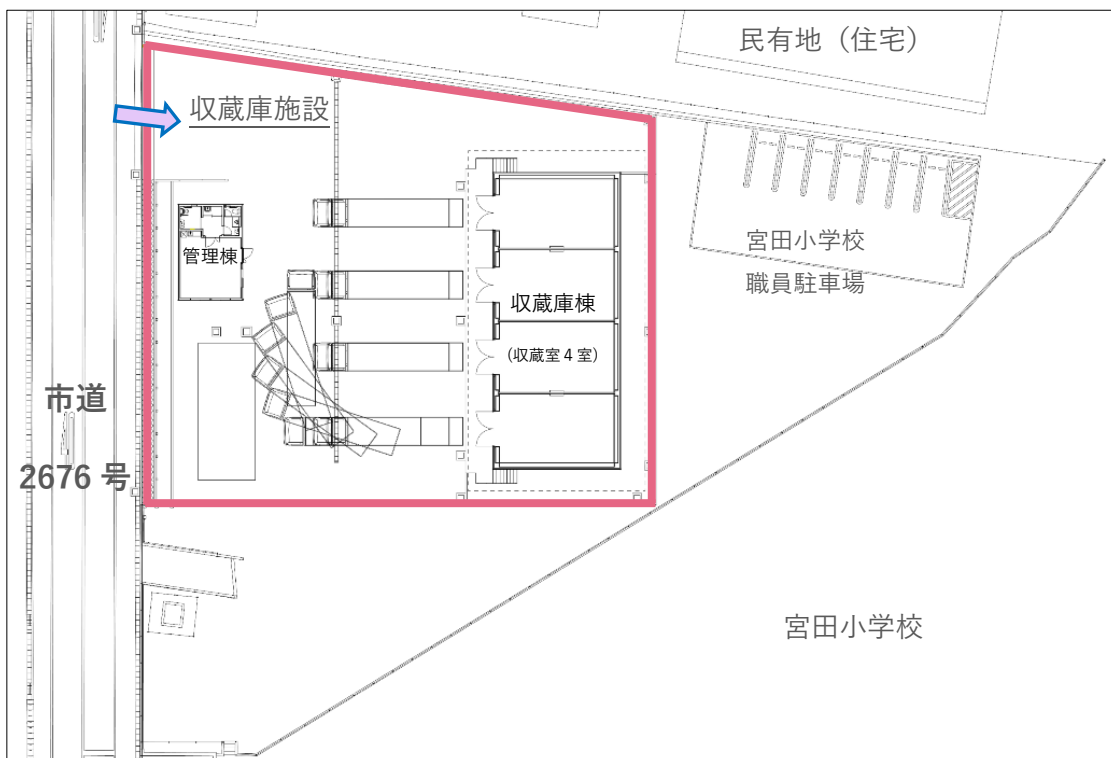 民有地（住宅）
収蔵庫施設
管理棟
宮田小学校
職員駐車場
収蔵庫棟
（収蔵室４室）
市道
2676 号
宮田小学校